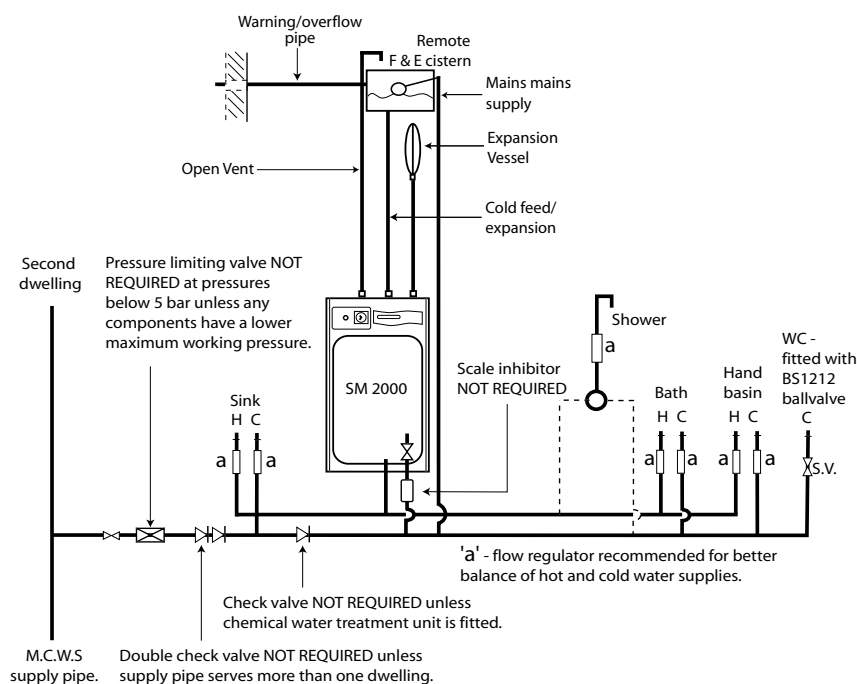 Warning/overflow
pipe
Remote
F & E cistern
Mains mains
supply
Expansion
Vessel
Open Vent
Cold feed/
expansion
Second
dwelling
Pressure limiting valve NOT
REQUIRED at pressures
below 5 bar unless any
components have a lower
maximum working pressure.
SM 2000
Scale inhibitor
NOT REQUIRED
Shower
a
WC -
fitted with
BS1212
ballvalve
C
S.V.
Sink
H C
a a
Bath
H C
a a
Hand
basin
H C
a a
'a' - flow regulator recommended for better
balance of hot and cold water supplies.
Check valve NOT REQUIRED unless
chemical water treatment unit is fitted.
M.C.W.S
supply pipe.
Double check valve NOT REQUIRED unless
supply pipe serves more than one dwelling.